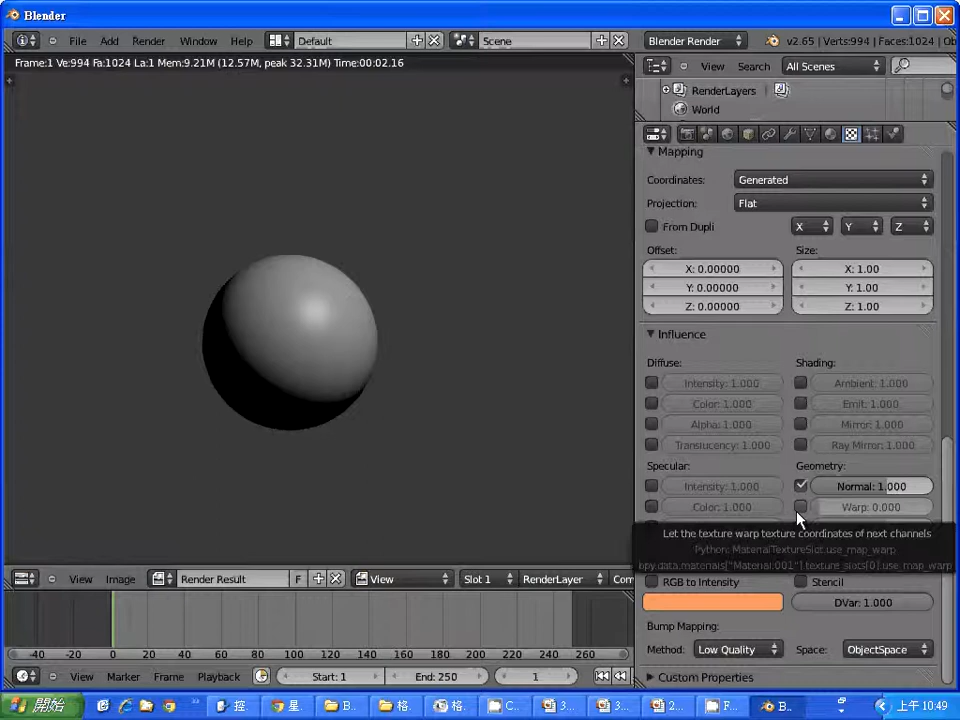 Blender
File Add Render Window Help Default Scene Blender Render v2.65 | Verts:994 | Faces:1024 | Ob
Frame:1 Ve:994 Fa:1024 La:1 Mem:9.21M (12.57M, peak 32.31M) Time:00:02.16
View Search All Scenes
RenderLayers
World
Mapping
Coordinates: Generated
Projection: Flat
From Dupli X Y Z
Offset: Size:
X: 0.00000 X: 1.00
Y: 0.00000 Y: 1.00
Z: 0.00000 Z: 1.00
Influence
Diffuse: Shading:
Intensity: 1.000 Ambient: 1.000
Color: 1.000 Emit: 1.000
Alpha: 1.000 Mirror: 1.000
Translucency: 1.000 Ray Mirror: 1.000
Specular: Geometry:
Intensity: 1.000 Normal: 1.000
Color: 1.000 Warp: 0.000
Let the texture warp texture coordinates of next channels
Python: MaterialTextureSlot.use_map_warp
bpy.data.materials["Material.001"].texture_slots[0].use_map_warp
RGB to Intensity Stencil
DVar: 1.000
Bump Mapping:
Method: Low Quality Space: ObjectSpace
Custom Properties
View Image Render Result F View Slot 1 RenderLayer Com
-40 -20 0 20 40 60 80 100 120 140 160 180 200 220 240 260
View Marker Frame Playback Start: 1 End: 250 1
開始 控. 星 B.. 格. 格. C.. 3... 3... 2... F... B.. 上午 10:49